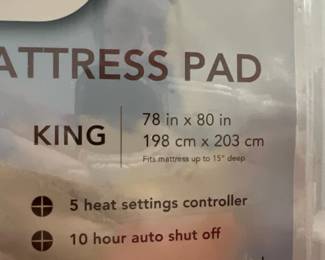 ATTRESS PAD
KING
78 in x 80 in
198 cm x 203 cm
Fits mattress up to 15" deep
5 heat settings controller
10 hour auto shut off